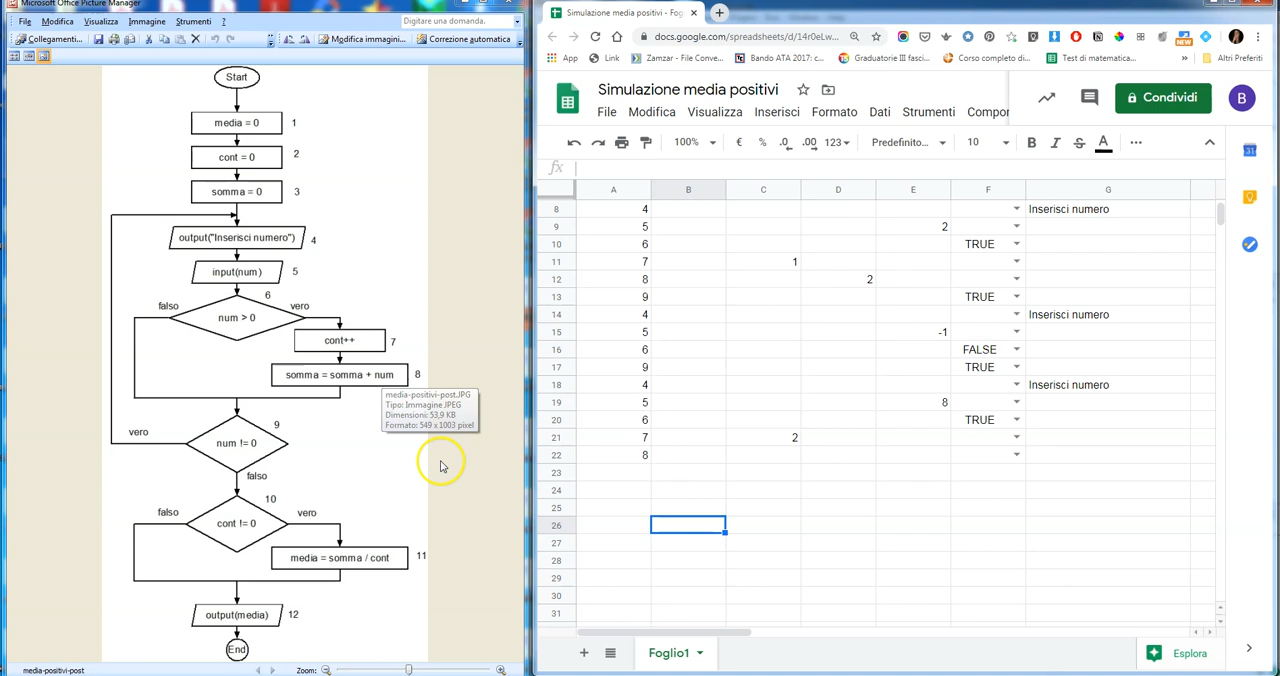 Microsoft Office Picture Manager
File Modifica Visualizza Immagine Strumenti ? Digitare una domanda.
Collegamenti... Modifica immagini... Correzione automatica
Start
media = 0 1
cont = 0 2
somma = 0 3
output("Inserisci numero") 4
input(num) 5
6
falso vero
num > 0
cont++ 7
somma = somma + num 8
media-positivi-post.JPG
Tipo: Immagine JPEG
Dimensioni: 53,9 KB
Formato: 549 x 1003 pixel
9
vero
num != 0
falso
10
falso vero
cont != 0
media = somma / cont 11
output(media) 12
End
media-positivi-post Zoom:
Simulazione media positivi - Fog
docs.google.com/spreadsheets/d/14r0eLw...
App Link Zamzar - File Conve... Bando ATA 2017: c... Graduatorie III fasci... Corso completo di... Test di matematica... » Altri Preferiti
NEW
Simulazione media positivi
File Modifica Visualizza Inserisci Formato Dati Strumenti Compor
Condividi B
100% € % .0 .00 123 Predefinito... 10 B I S A
fx
31
A B C D E F G
8 4 Inserisci numero
9 5 2
10 6 TRUE
11 7 1
12 8 2
13 9 TRUE
14 4 Inserisci numero
15 5 -1
16 6 FALSE
17 9 TRUE
18 4 Inserisci numero
19 5 8
20 6 TRUE
21 7 2
22 8
23
24
25
26
27
28
29
30
31
Foglio1 Esplora